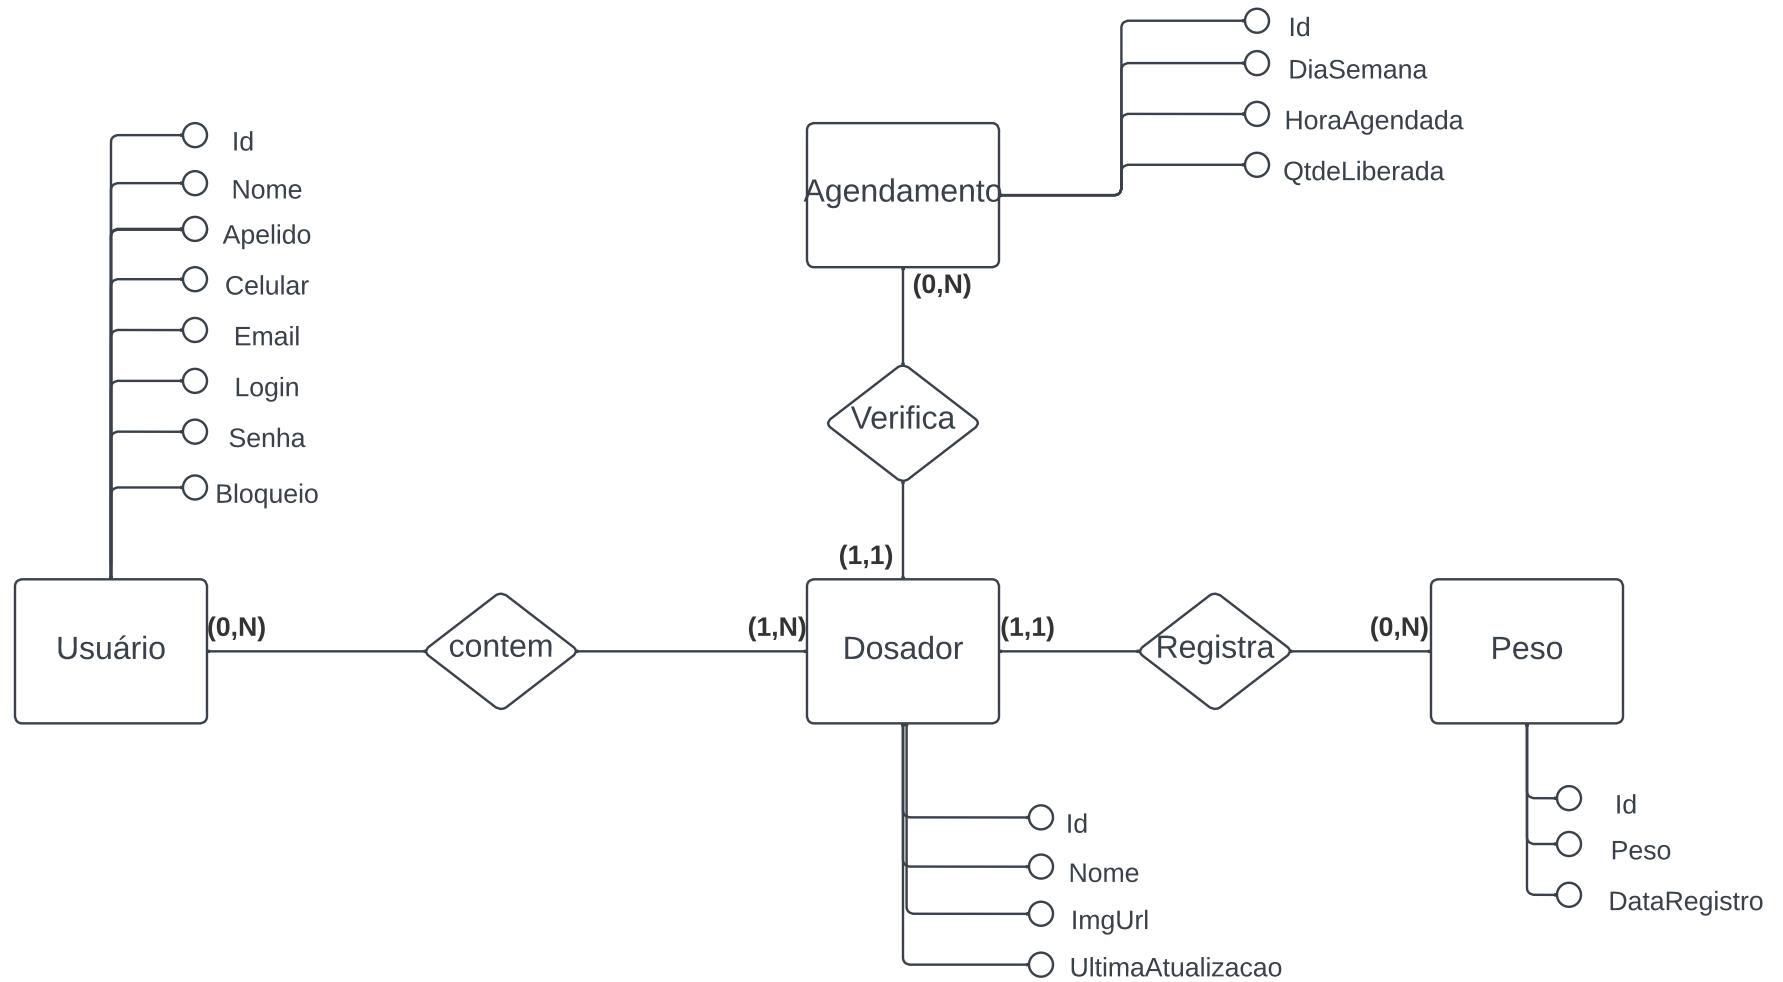 Id
DiaSemana
HoraAgendada
QtdeLiberada
Agendamento
(0,N)
Id
Nome
Apelido
Celular
Email
Login
Senha
Bloqueio
Verifica
(1,1)
Usuário
(0,N)
contem
(1,N)
Dosador
(1,1)
Registra
(0,N)
Peso
Id
Nome
ImgUrl
UltimaAtualizacao
Id
Peso
DataRegistro